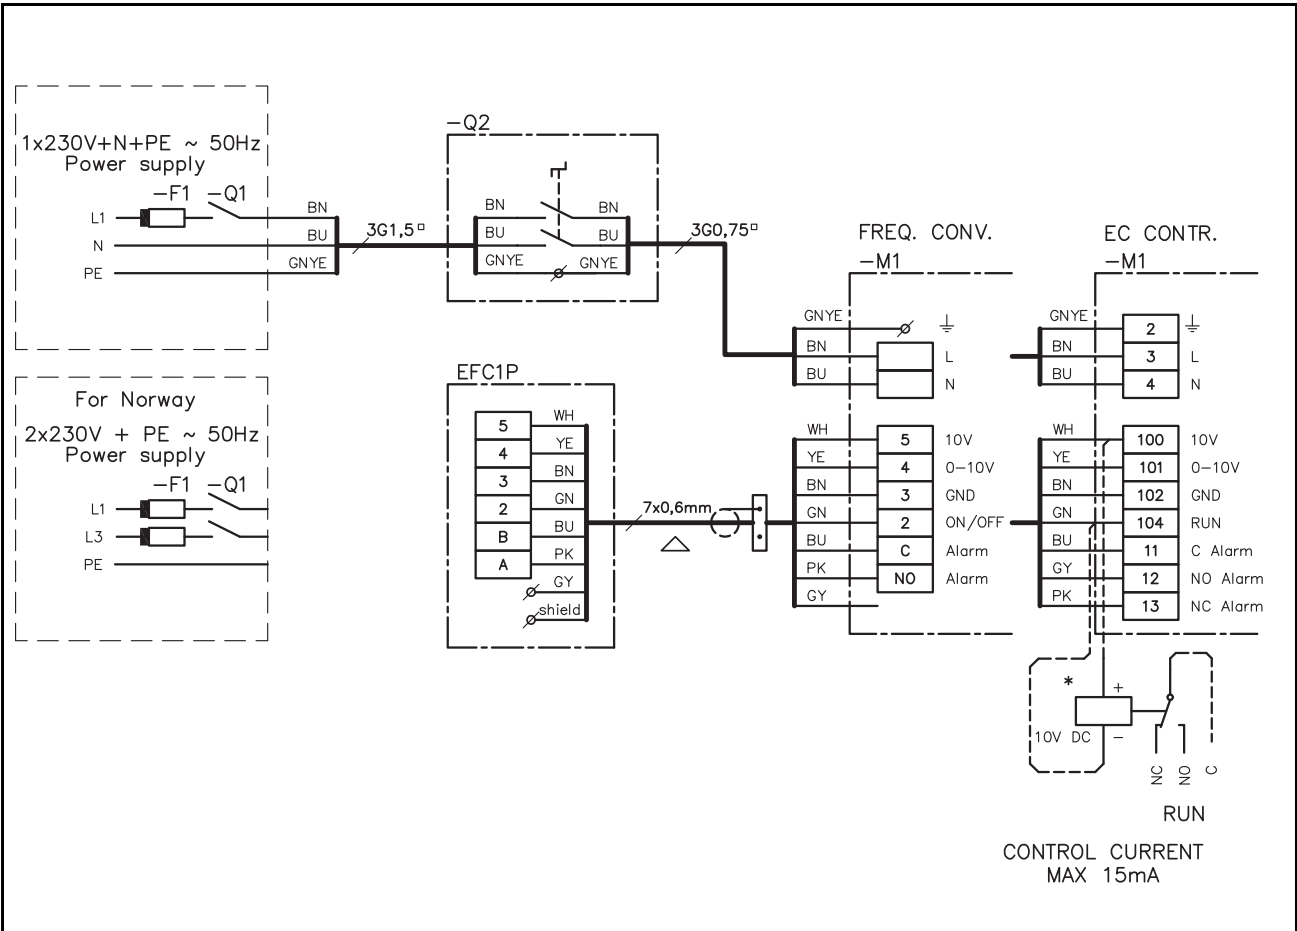 1x230V+N+PE ~ 50Hz
Power supply
-F1 -Q1
L1
N
PE
BN
BU
GNYE
3G1,5□
-Q2
BN BN
BU BU
GNYE GNYE
3G0,75□
For Norway
2x230V + PE ~ 50Hz
Power supply
-F1 -Q1
L1
L3
PE
EFC1P
5 WH
4 YE
3 BN
2 GN
B BU
A PK
GY
shield
7x0,6mm
FREQ. CONV.
-M1
GNYE
BN L
BU N
WH 5 10V
YE 4 0-10V
BN 3 GND
GN 2 ON/OFF
BU C Alarm
PK NO Alarm
GY
EC CONTR.
-M1
GNYE 2
BN 3 L
BU 4 N
WH 100 10V
YE 101 0-10V
BN 102 GND
GN 104 RUN
BU 11 C Alarm
GY 12 NO Alarm
PK 13 NC Alarm
*
+
10V DC -
NC NO C
RUN
CONTROL CURRENT
MAX 15mA